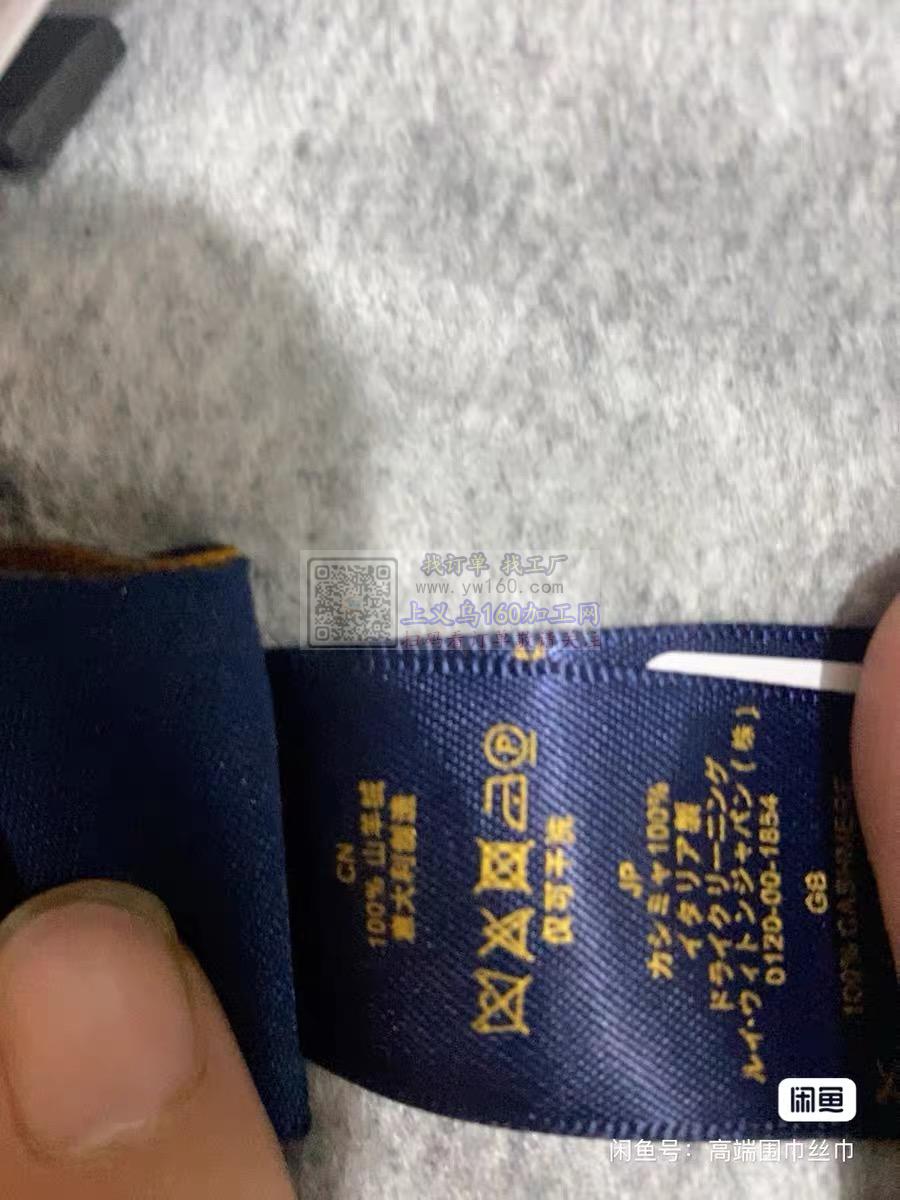 找订单 找工厂
www.yw160.com
上义乌160加工网
CN
100% 山羊绒
意大利制造
P
仅可干洗
JP
カシミヤ100%
イタリア製
ドライクリーニング
ルイ・ヴィトンジャパン(株)
0120-00-1854
GB
100% CASHMERE
闲鱼
闲鱼号：高端围巾丝巾